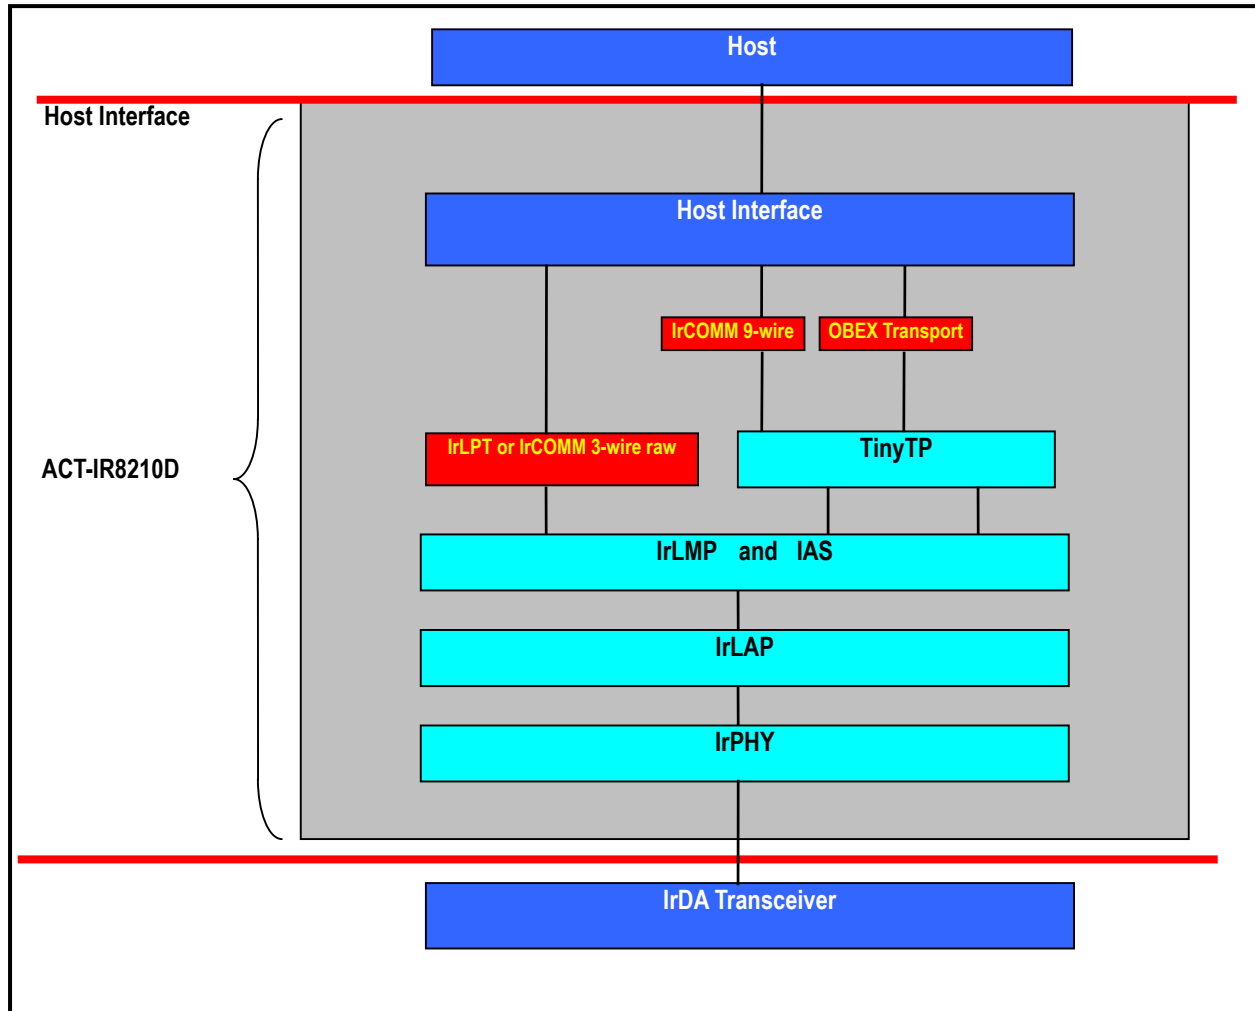 Host
Host Interface
Host Interface
IrCOMM 9-wire
OBEX Transport
IrLPT or IrCOMM 3-wire raw
TinyTP
ACT-IR8210D
IrLMP and IAS
IrLAP
IrPHY
IrDA Transceiver